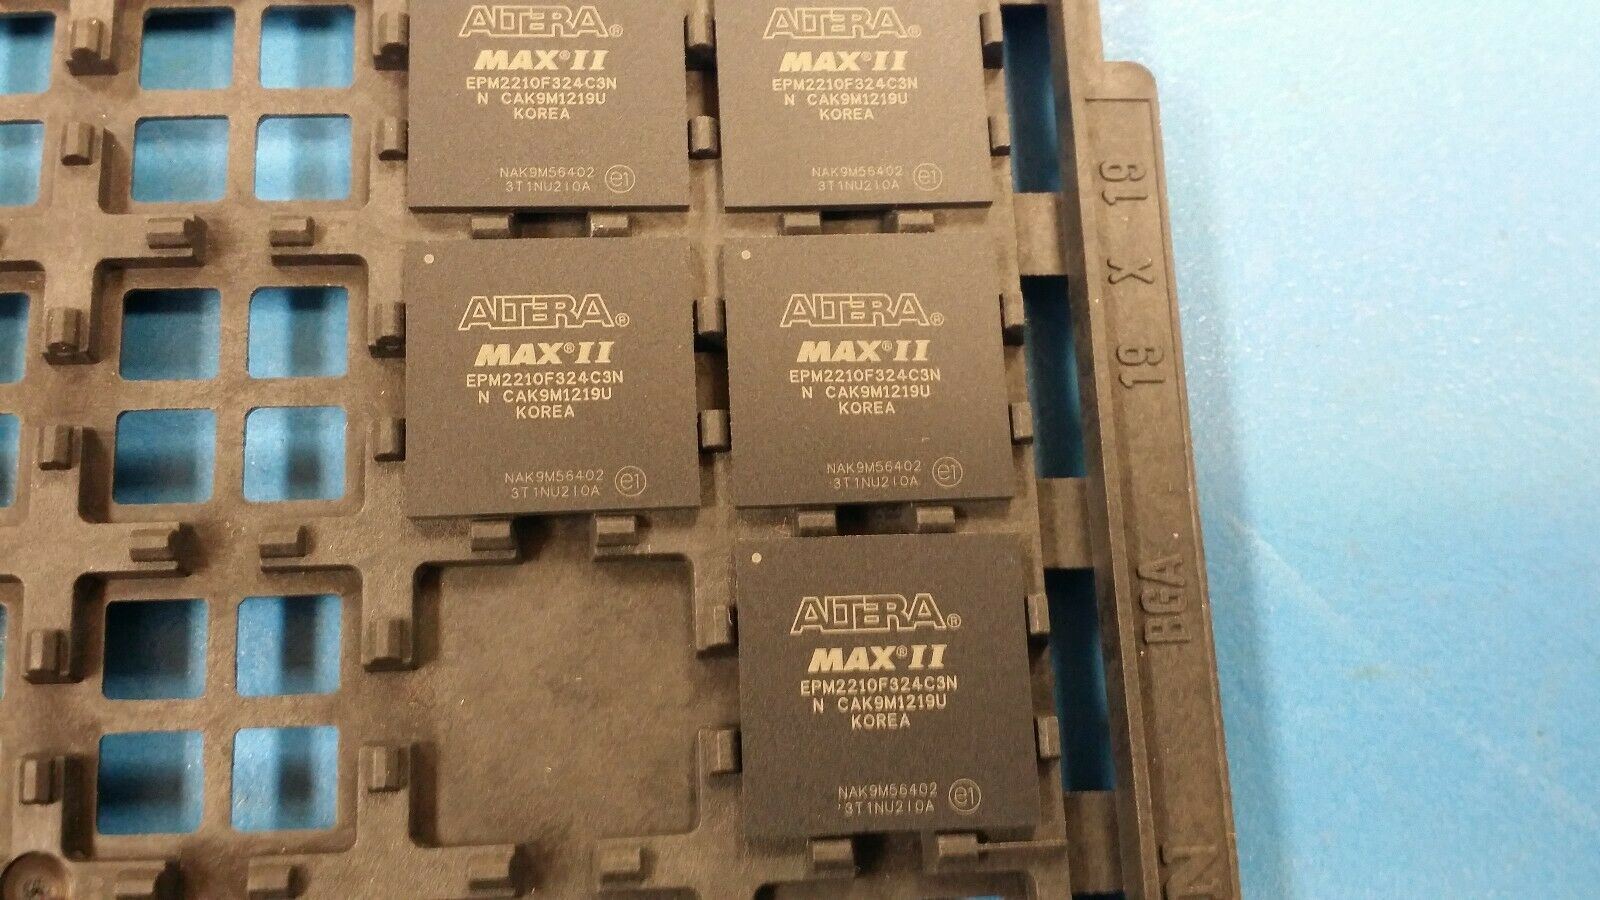 ALTERA®
MAX® II
EPM2210F324C3N
N CAK9M1219U
KOREA
NAK9M56402
3T1NU210A e1
ALTERA®
MAX® II
EPM2210F324C3N
N CAK9M1219U
KOREA
NAK9M56402
3T1NU210A e1
ALTERA®
MAX® II
EPM2210F324C3N
N CAK9M1219U
KOREA
NAK9M56402
3T1NU210A e1
ALTERA®
MAX® II
EPM2210F324C3N
N CAK9M1219U
KOREA
NAK9M56402
3T1NU210A e1
ALTERA®
MAX® II
EPM2210F324C3N
N CAK9M1219U
KOREA
NAK9M56402
3T1NU210A e1
BGA 19 X 19